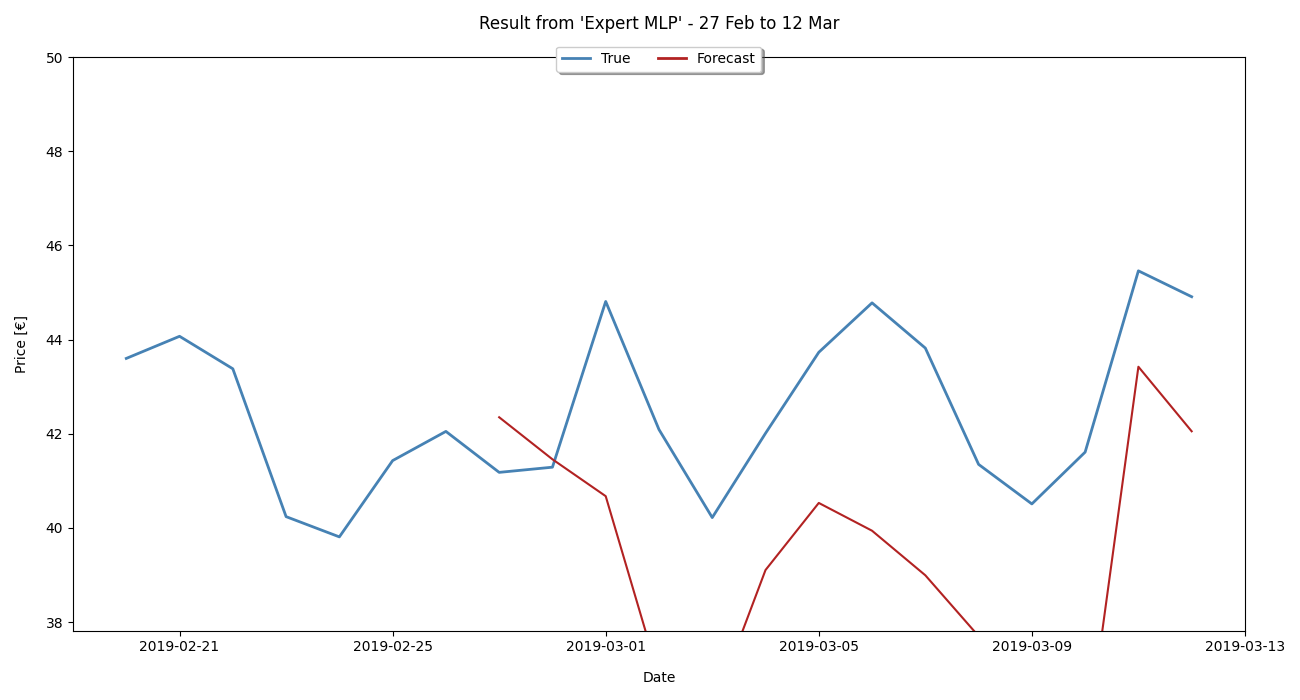 Result from 'Expert MLP' - 27 Feb to 12 Mar
True Forecast
50
48
46
44
42
40
38
Price [€]
2019-02-21 2019-02-25 2019-03-01 2019-03-05 2019-03-09 2019-03-13
Date